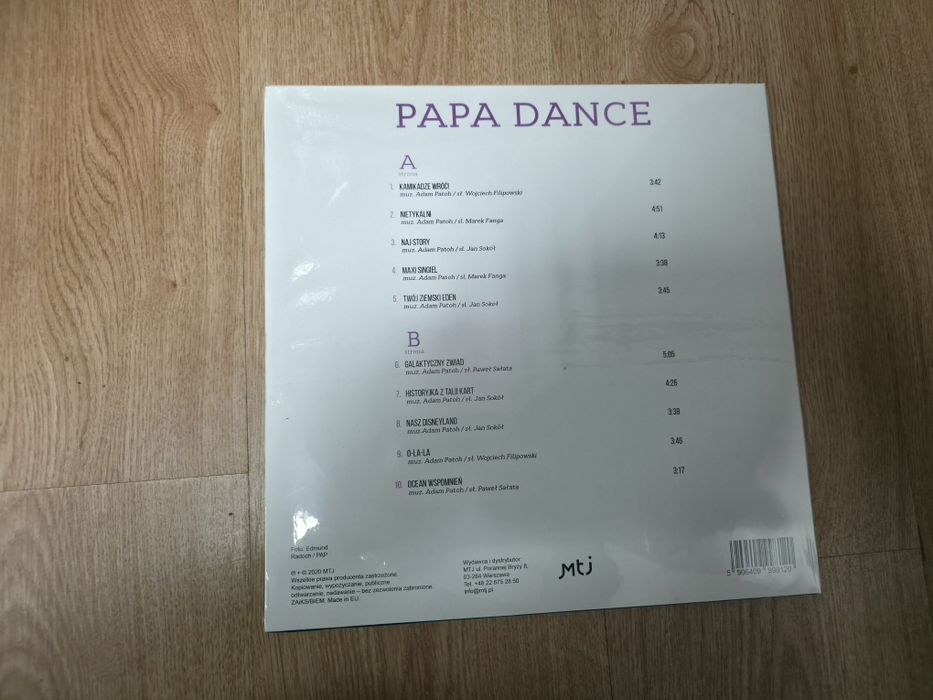 PAPA DANCE
A
strona
1. KAMIKADZE WRÓĆ! 3:42
muz. Adam Patoh / sł. Wojciech Filipowski
2. NIETYKALNI 4:51
muz. Adam Patoh / sł. Marek Fanga
3. NAJ STORY 4:13
muz. Adam Patoh / sł. Jan Sokół
4. MAXI SINGIEL 3:38
muz. Adam Patoh / sł. Marek Fanga
5. TWÓJ ZIEMSKI EDEN 3:45
muz. Adam Patoh / sł. Jan Sokół
B
strona
6. GALAKTYCZNY ZWIAD 5:05
muz. Adam Patoh / sł. Paweł Sałata
7. HISTORYJKA Z TALII KART 4:26
muz. Adam Patoh / sł. Jan Sokół
8. NASZ DISNEYLAND 3:38
muz. Adam Patoh / sł. Jan Sokół
9. O-LA-LA 3:46
muz. Adam Patoh / sł. Wojciech Filipowski
10. OCEAN WSPOMNIEŃ 3:17
muz. Adam Patoh / sł. Paweł Sałata
Foto: Edmund
Radoch / PAP
℗ + © 2020 MTJ
Wszelkie prawa producenta zastrzeżone.
Kopiowanie, wypożyczanie, publiczne
odtwarzanie, nadawanie – bez zezwolenia zabronione.
ZAiKS/BIEM. Made in EU.
Wydawca i dystrybutor:
MTJ ul. Porannej Bryzy 8,
03-284 Warszawa
Tel. +48 22 675 28 50
info@mtj.pl
mtj
5 906409 898120